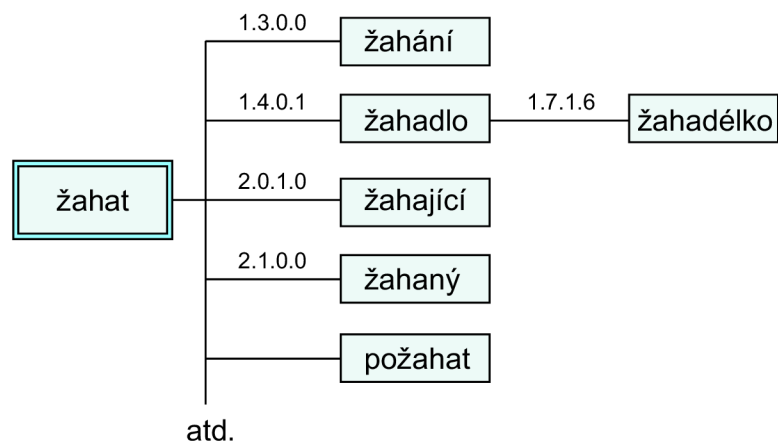 1.3.0.0
žahání
1.4.0.1
žahadlo
1.7.1.6
žahadélko
žahat
2.0.1.0
žahající
2.1.0.0
žahaný
požahat
atd.